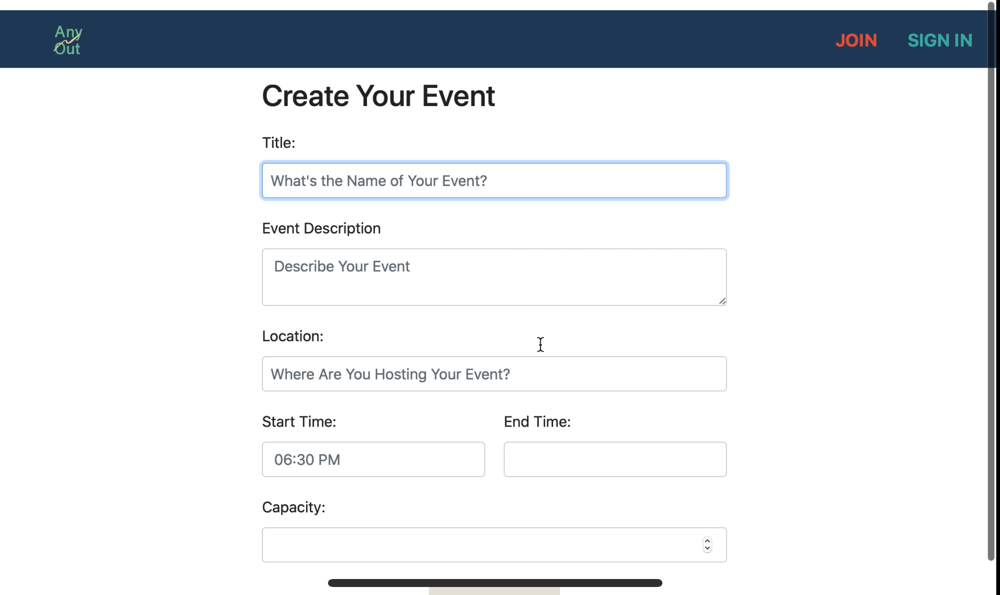 Any
Out
JOIN
SIGN IN
Create Your Event
Title:
What's the Name of Your Event?
Event Description
Describe Your Event
Location:
Where Are You Hosting Your Event?
Start Time:
End Time:
06:30 PM
Capacity: